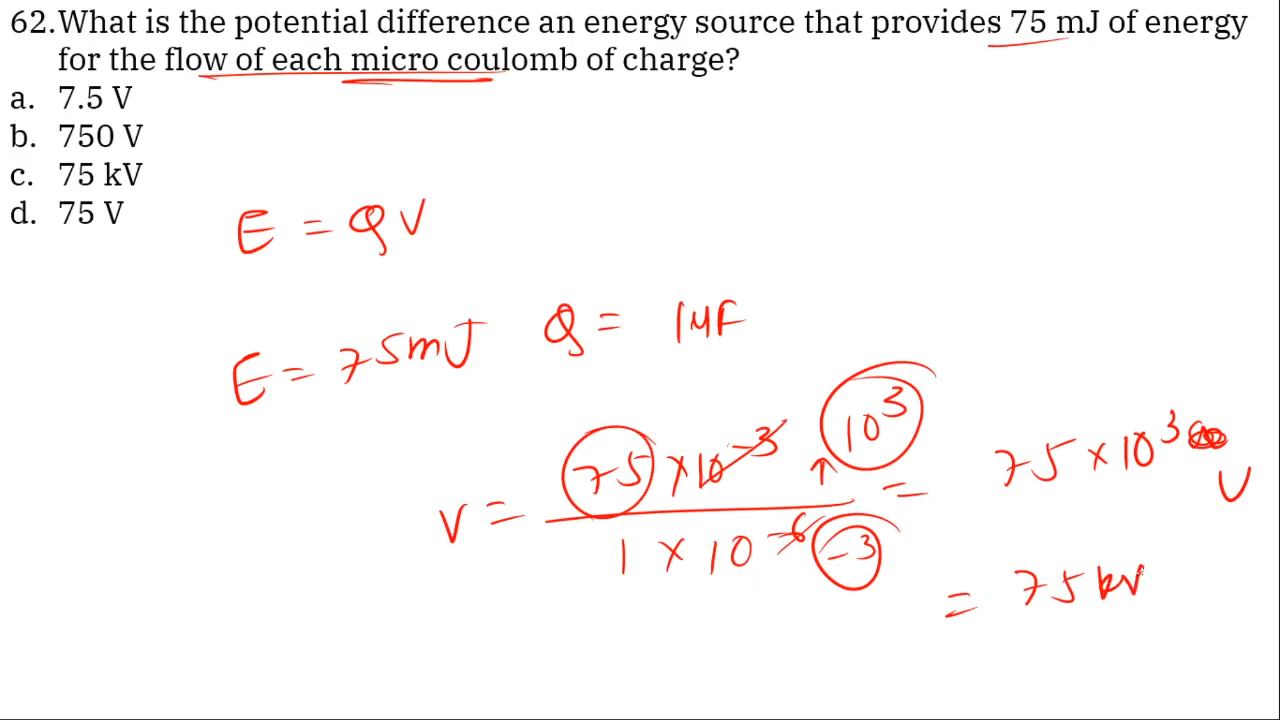 62.What is the potential difference an energy source that provides 75 mJ of energy
for the flow of each micro coulomb of charge?
a. 7.5 V
b. 750 V
c. 75 kV
d. 75 V
E = QV
E = 75mJ Q = 1μF
V = 75 × 10^-3 / 1 × 10^-6 -3 10^3 = 75 × 10^3 V
= 75 kV